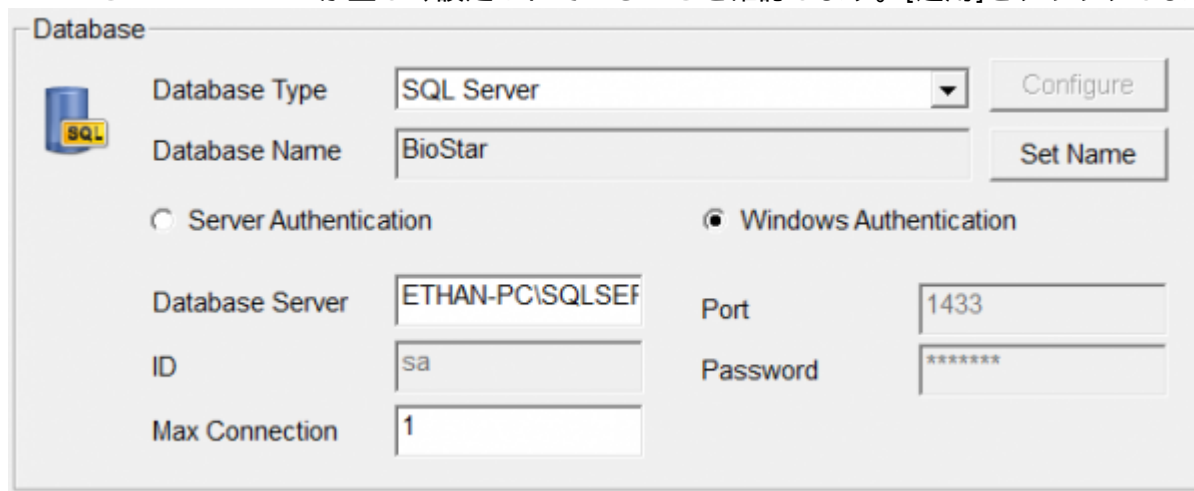 Database
Database Type SQL Server Configure
SQL
Database Name BioStar Set Name
Server Authentication Windows Authentication
Database Server ETHAN-PC\SQLSER Port 1433
ID sa Password *******
Max Connection 1